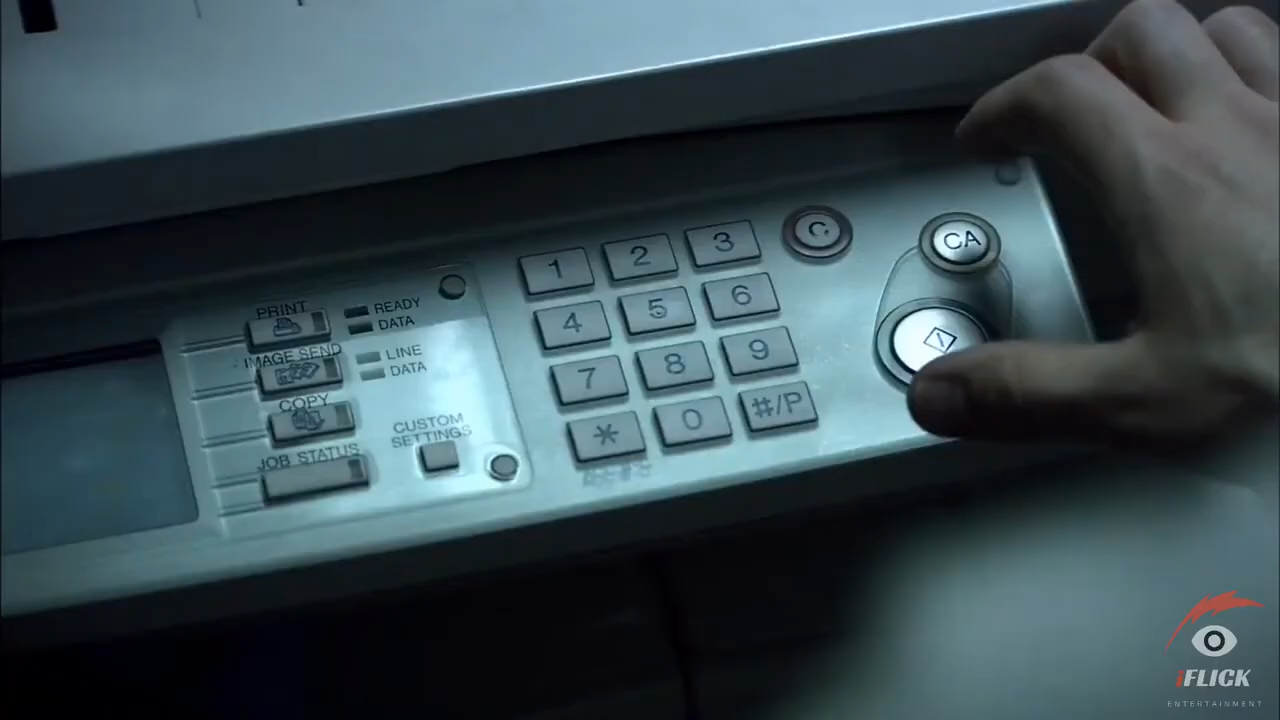 PRINT
READY
DATA
IMAGE SEND
LINE
DATA
COPY
CUSTOM
SETTINGS
JOB STATUS
1 2 3
4 5 6
7 8 9
* 0 #/P
C
CA
iFLICK
ENTERTAINMENT